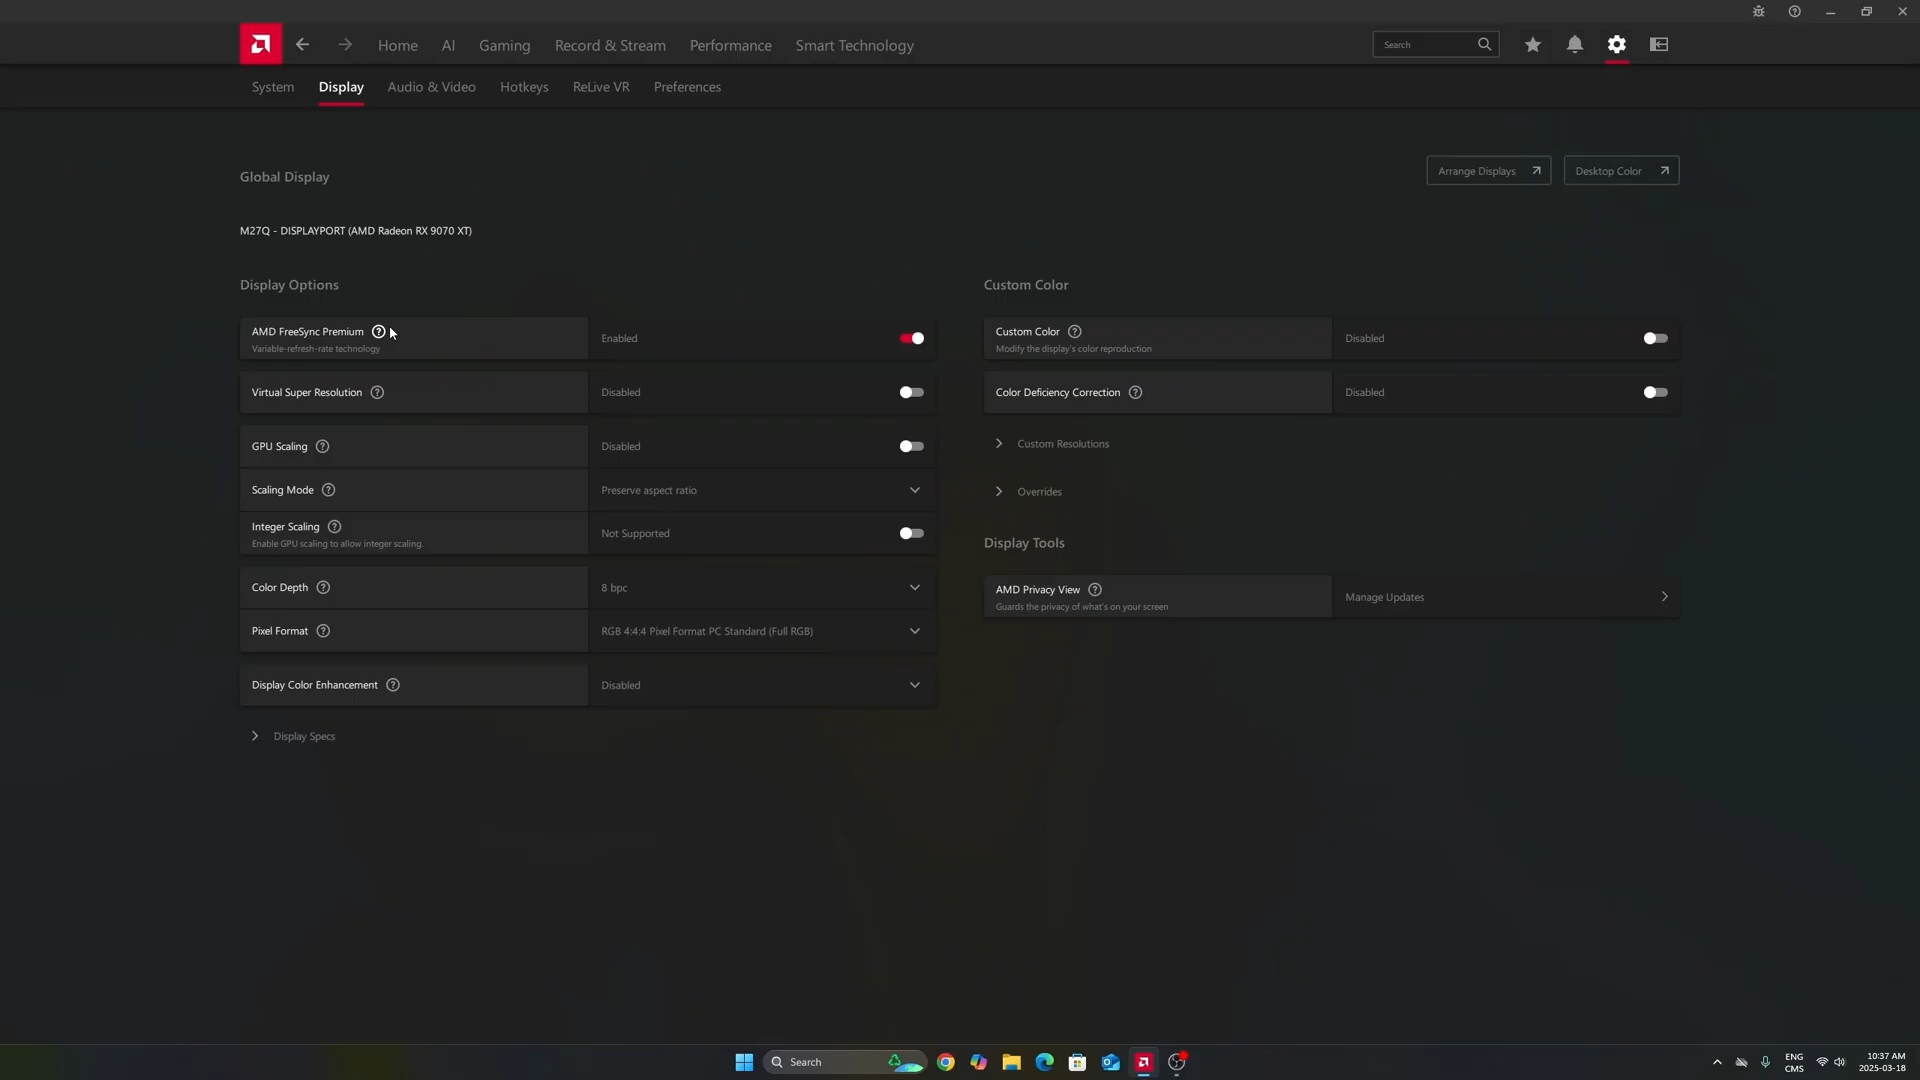 Home
AI
Gaming
Record & Stream
Performance
Smart Technology
Search
System
Display
Audio & Video
Hotkeys
ReLive VR
Preferences
Global Display
Arrange Displays
Desktop Color
M27Q - DISPLAYPORT (AMD Radeon RX 9070 XT)
Display Options
AMD FreeSync Premium
Variable-refresh-rate technology
Enabled
Virtual Super Resolution
Disabled
GPU Scaling
Disabled
Scaling Mode
Preserve aspect ratio
Integer Scaling
Enable GPU scaling to allow integer scaling.
Not Supported
Color Depth
8 bpc
Pixel Format
RGB 4:4:4 Pixel Format PC Standard (Full RGB)
Display Color Enhancement
Disabled
Display Specs
Custom Color
Custom Color
Modify the display's color reproduction
Disabled
Color Deficiency Correction
Disabled
Custom Resolutions
Overrides
Display Tools
AMD Privacy View
Guards the privacy of what's on your screen
Manage Updates
Search
ENG
CMS
10:37 AM
2025-03-18